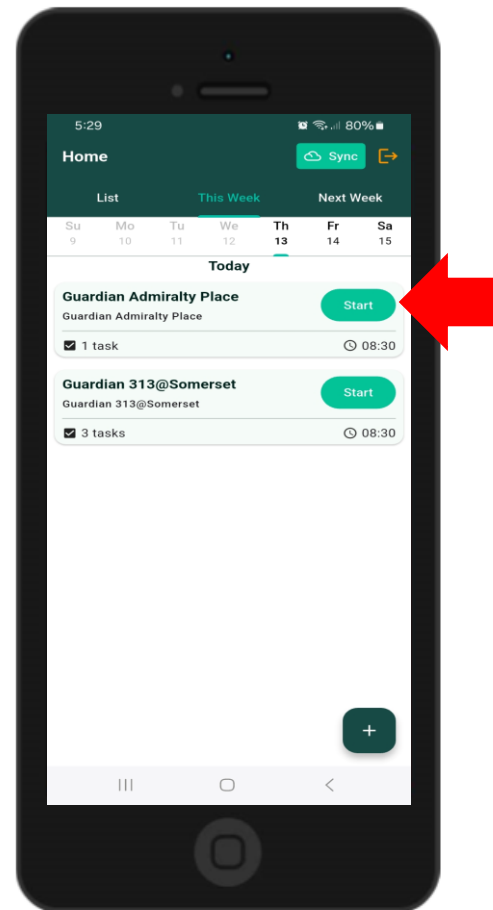 5:29 80%
Home Sync
List This Week Next Week
Su Mo Tu We Th Fr Sa
9 10 11 12 13 14 15
Today
Guardian Admiralty Place
Guardian Admiralty Place
Start
1 task 08:30
Guardian 313@Somerset
Guardian 313@Somerset
Start
3 tasks 08:30
+